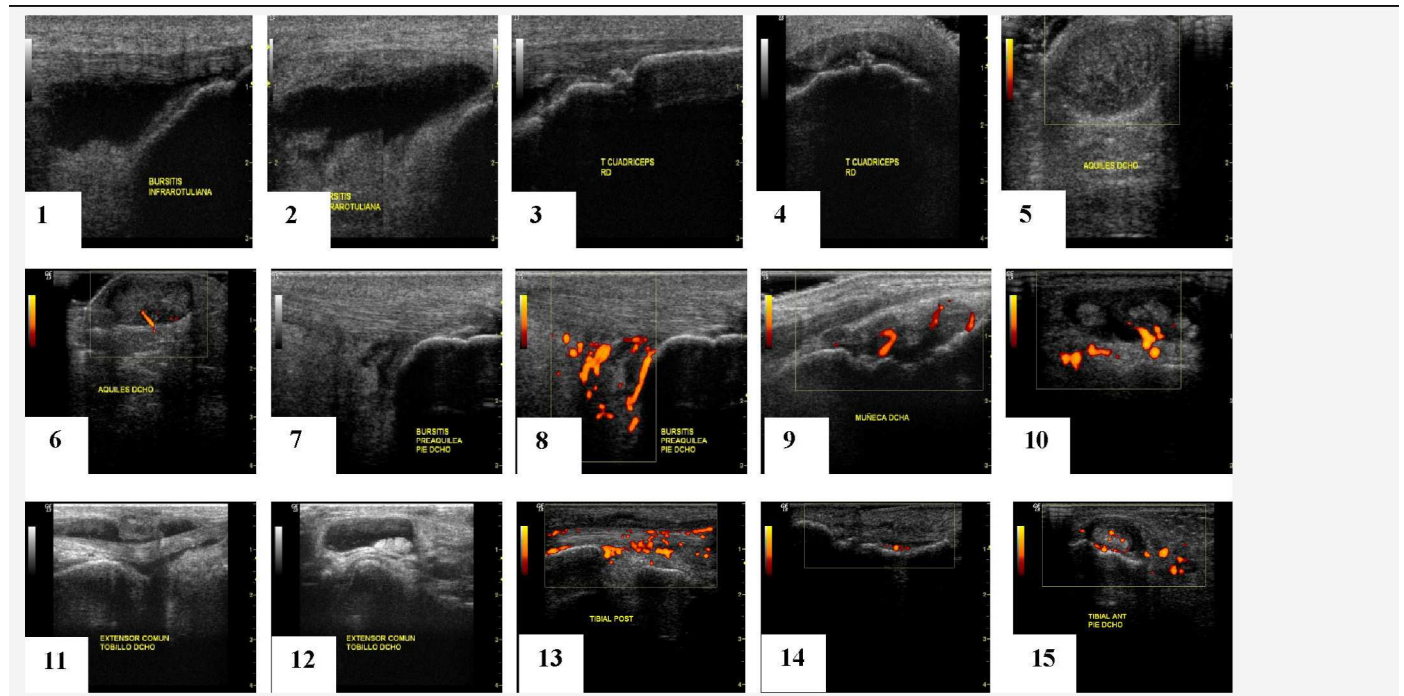 BURSITIS
INFRAROTULIANA
1
RSITIS
RAROTULIANA
2
T CUADRICEPS
RD
3
T CUADRICEPS
RD
4
AQUILES DCHO
5
AQUILES DCHO
6
BURSITIS
PREAQUILEA
PIE DCHO
7
BURSITIS
PREAQUILEA
PIE DCHO
8
MUÑECA DCHA
9
10
EXTENSOR COMUN
TOBILLO DCHO
11
EXTENSOR COMUN
TOBILLO DCHO
12
TIBIAL POST
13
14
TIBIAL ANT
PIE DCHO
15